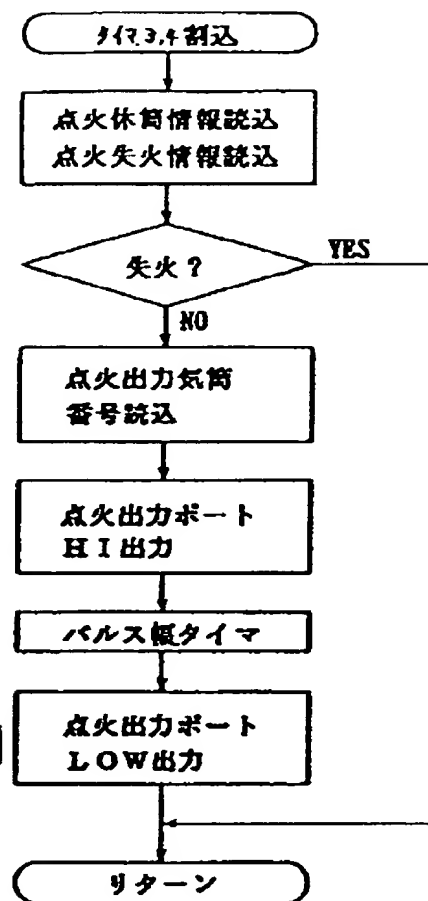 タイマ3,4割込
点火休筒情報読込
点火失火情報読込
失火?
YES
NO
点火出力気筒
番号読込
点火出力ポート
HI出力
パルス幅タイマ
点火出力ポート
LOW出力
リターン